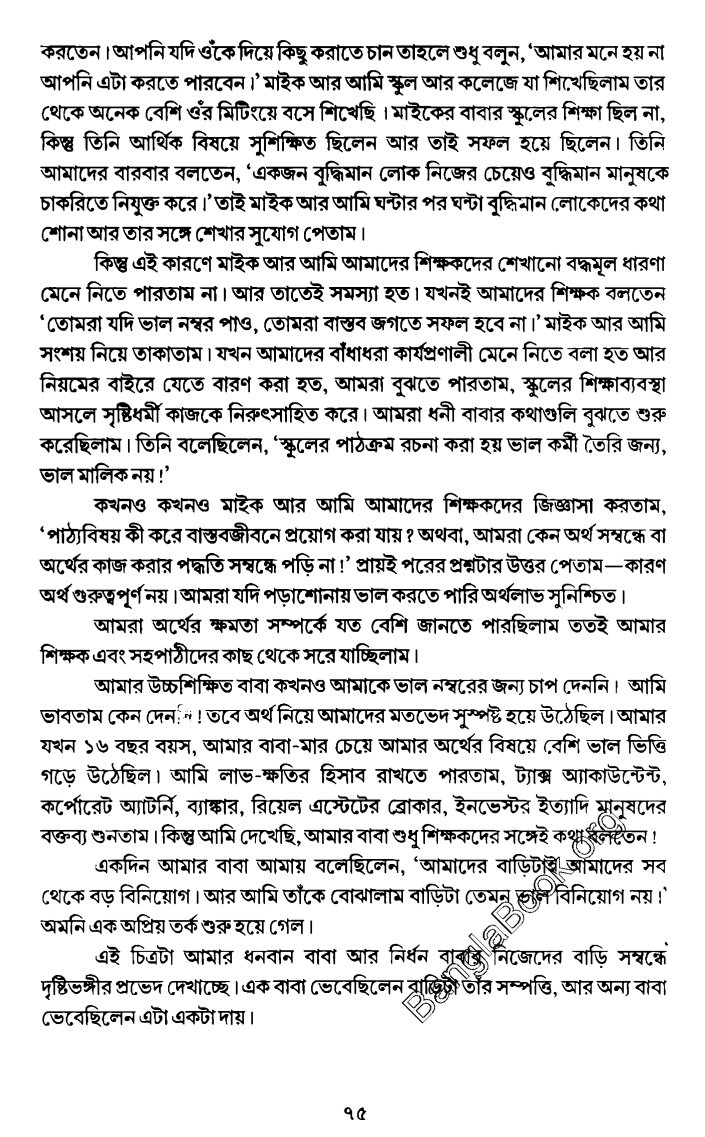 করতেন। আপনি যদি ওঁকে দিয়ে কিছু করাতে চান তাহলে শুধু বলুন, ‘আমার মনে হয় না
আপনি এটা করতে পারবেন।’ মাইক আর আমি স্কুল আর কলেজে যা শিখেছিলাম তার
থেকে অনেক বেশি ওঁর মিটিংয়ে বসে শিখেছি । মাইকের বাবার স্কুলের শিক্ষা ছিল না,
কিন্তু তিনি আর্থিক বিষয়ে সুশিক্ষিত ছিলেন আর তাই সফল হয়ে ছিলেন। তিনি
আমাদের বারবার বলতেন, ‘একজন বুদ্ধিমান লোক নিজের চেয়েও বুদ্ধিমান মানুষকে
চাকরিতে নিযুক্ত করে।’ তাই মাইক আর আমি ঘন্টার পর ঘন্টা বুদ্ধিমান লোকেদের কথা
শোনা আর তার সঙ্গে শেখার সুযোগ পেতাম।
কিন্তু এই কারণে মাইক আর আমি আমাদের শিক্ষকদের শেখানো বদ্ধমূল ধারণা
মেনে নিতে পারতাম না। আর তাতেই সমস্যা হত। যখনই আমাদের শিক্ষক বলতেন
‘তোমরা যদি ভাল নম্বর পাও, তোমরা বাস্তব জগতে সফল হবে না।’ মাইক আর আমি
সংশয় নিয়ে তাকাতাম। যখন আমাদের বাঁধাধরা কার্যপ্রণালী মেনে নিতে বলা হত আর
নিয়মের বাইরে যেতে বারণ করা হত, আমরা বুঝতে পারতাম, স্কুলের শিক্ষাব্যবস্থা
আসলে সৃষ্টিধর্মী কাজকে নিরুৎসাহিত করে। আমরা ধনী বাবার কথাগুলি বুঝতে শুরু
করেছিলাম। তিনি বলেছিলেন, ‘স্কুলের পাঠক্রম রচনা করা হয় ভাল কর্মী তৈরি জন্য,
ভাল মালিক নয়!’
কখনও কখনও মাইক আর আমি আমাদের শিক্ষকদের জিজ্ঞাসা করতাম,
‘পাঠ্যবিষয় কী করে বাস্তবজীবনে প্রয়োগ করা যায়? অথবা, আমরা কেন অর্থ সম্বন্ধে বা
অর্থের কাজ করার পদ্ধতি সম্বন্ধে পড়ি না!’ প্রায়ই পরের প্রশ্নটার উত্তর পেতাম—কারণ
অর্থ গুরুত্বপূর্ণ নয়। আমরা যদি পড়াশোনায় ভাল করতে পারি অর্থলাভ সুনিশ্চিত।
আমরা অর্থের ক্ষমতা সম্পর্কে যত বেশি জানতে পারছিলাম ততই আমার
শিক্ষক এবং সহপাঠীদের কাছ থেকে সরে যাচ্ছিলাম।
আমার উচ্চশিক্ষিত বাবা কখনও আমাকে ভাল নম্বরের জন্য চাপ দেননি। আমি
ভাবতাম কেন দেননি! তবে অর্থ নিয়ে আমাদের মতভেদ সুস্পষ্ট হয়ে উঠেছিল। আমার
যখন ১৬ বছর বয়স, আমার বাবা-মার চেয়ে আমার অর্থের বিষয়ে বেশি ভাল ভিত্তি
গড়ে উঠেছিল। আমি লাভ-ক্ষতির হিসাব রাখতে পারতাম, ট্যাক্স অ্যাকাউন্টেন্ট,
কর্পোরেট অ্যাটর্নি, ব্যাঙ্কার, রিয়েল এস্টেটের ব্রোকার, ইনভেস্টর ইত্যাদি মানুষদের
বক্তব্য শুনতাম। কিন্তু আমি দেখেছি, আমার বাবা শুধু শিক্ষকদের সঙ্গেই কথা বলতেন!
একদিন আমার বাবা আমায় বলেছিলেন, ‘আমাদের বাড়িটাই আমাদের সব
থেকে বড় বিনিয়োগ। আর আমি তাঁকে বোঝালাম বাড়িটা তেমন ভাল বিনিয়োগ নয়।’
অমনি এক অপ্রিয় তর্ক শুরু হয়ে গেল।
এই চিত্রটা আমার ধনবান বাবা আর নির্ধন বাবার নিজেদের বাড়ি সম্বন্ধে
দৃষ্টিভঙ্গীর প্রভেদ দেখাচ্ছে। এক বাবা ভেবেছিলেন বাড়িটা তাঁর সম্পত্তি, আর অন্য বাবা
ভেবেছিলেন এটা একটা দায়।
BanglaBook.org
৭৫